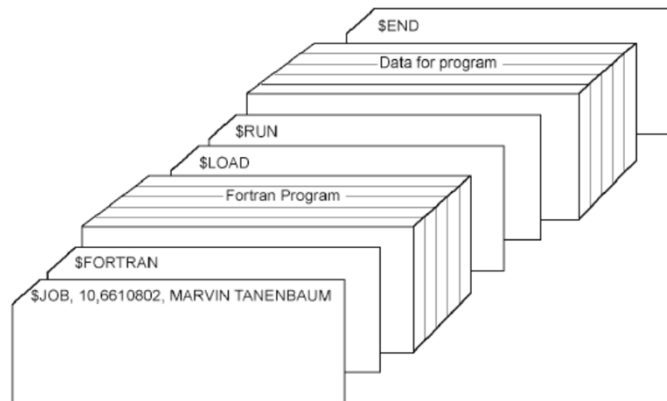 $END
Data for program
$RUN
$LOAD
Fortran Program
$FORTRAN
$JOB, 10,6610802, MARVIN TANENBAUM